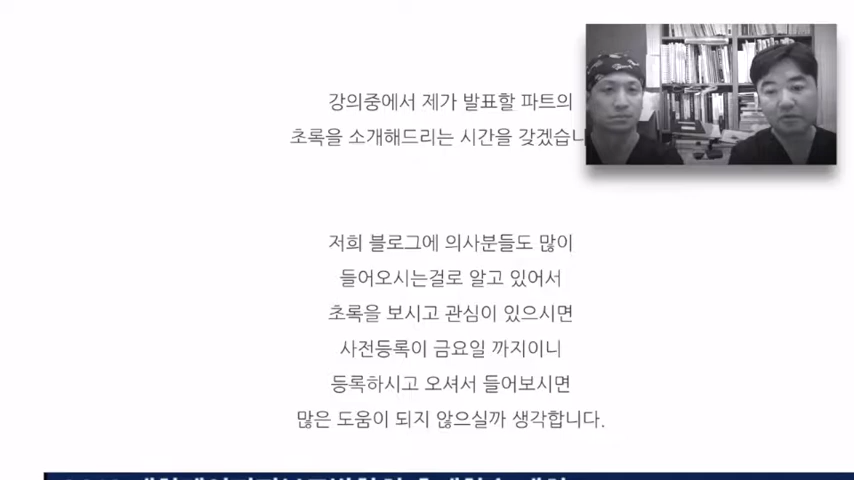 강의중에서 제가 발표할 파트의
초록을 소개해드리는 시간을 갖겠습니
저희 블로그에 의사분들도 많이
들어오시는걸로 알고 있어서
초록을 보시고 관심이 있으시면
사전등록이 금요일 까지이니
등록하시고 오셔서 들어보시면
많은 도움이 되지 않으실까 생각합니다.